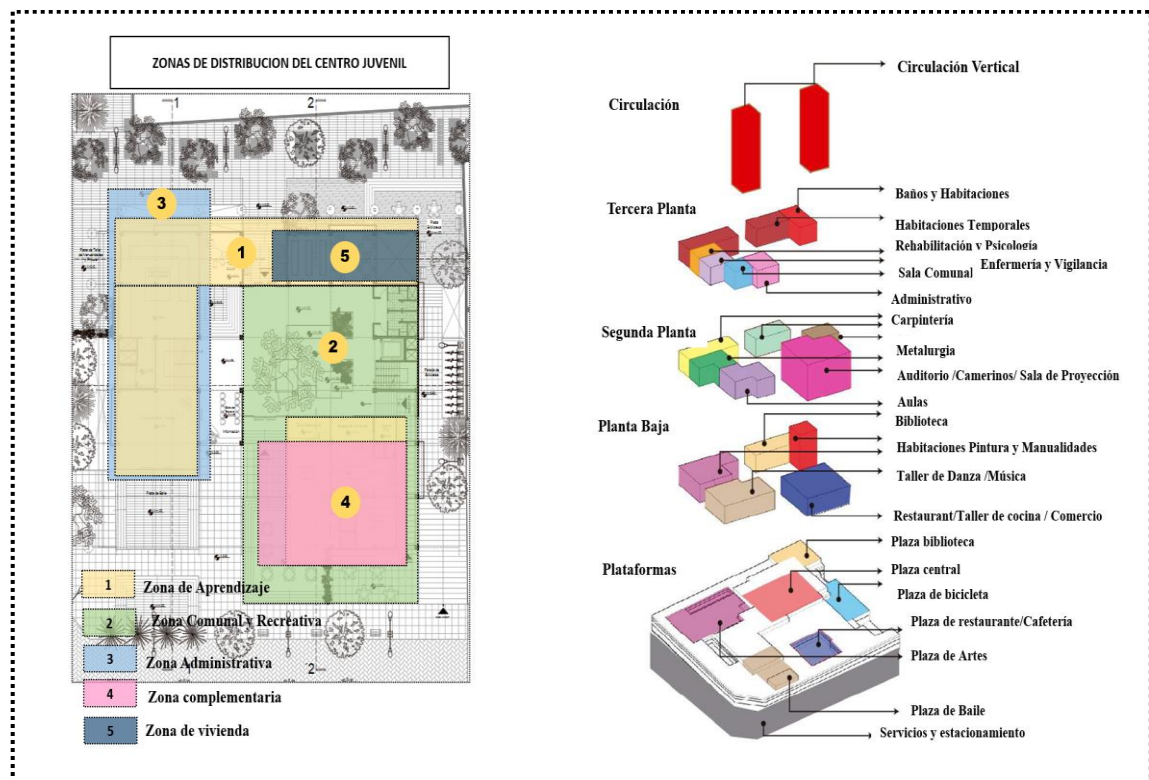 ZONAS DE DISTRIBUCION DEL CENTRO JUVENIL
1
2
3
1
5
2
4
1 Zona de Aprendizaje
2 Zona Comunal y Recreativa
3 Zona Administrativa
4 Zona complementaria
5 Zona de vivienda
1
2
Circulación Vertical
Circulación
Tercera Planta
Baños y Habitaciones
Habitaciones Temporales
Rehabilitación y Psicología
Enfermería y Vigilancia
Sala Comunal
Administrativo
Segunda Planta
Carpintería
Metalurgia
Auditorio /Camerinos/ Sala de Proyección
Aulas
Planta Baja
Biblioteca
Habitaciones Pintura y Manualidades
Taller de Danza /Música
Restaurant/Taller de cocina / Comercio
Plataformas
Plaza biblioteca
Plaza central
Plaza de bicicleta
Plaza de restaurante/Cafetería
Plaza de Artes
Plaza de Baile
Servicios y estacionamiento